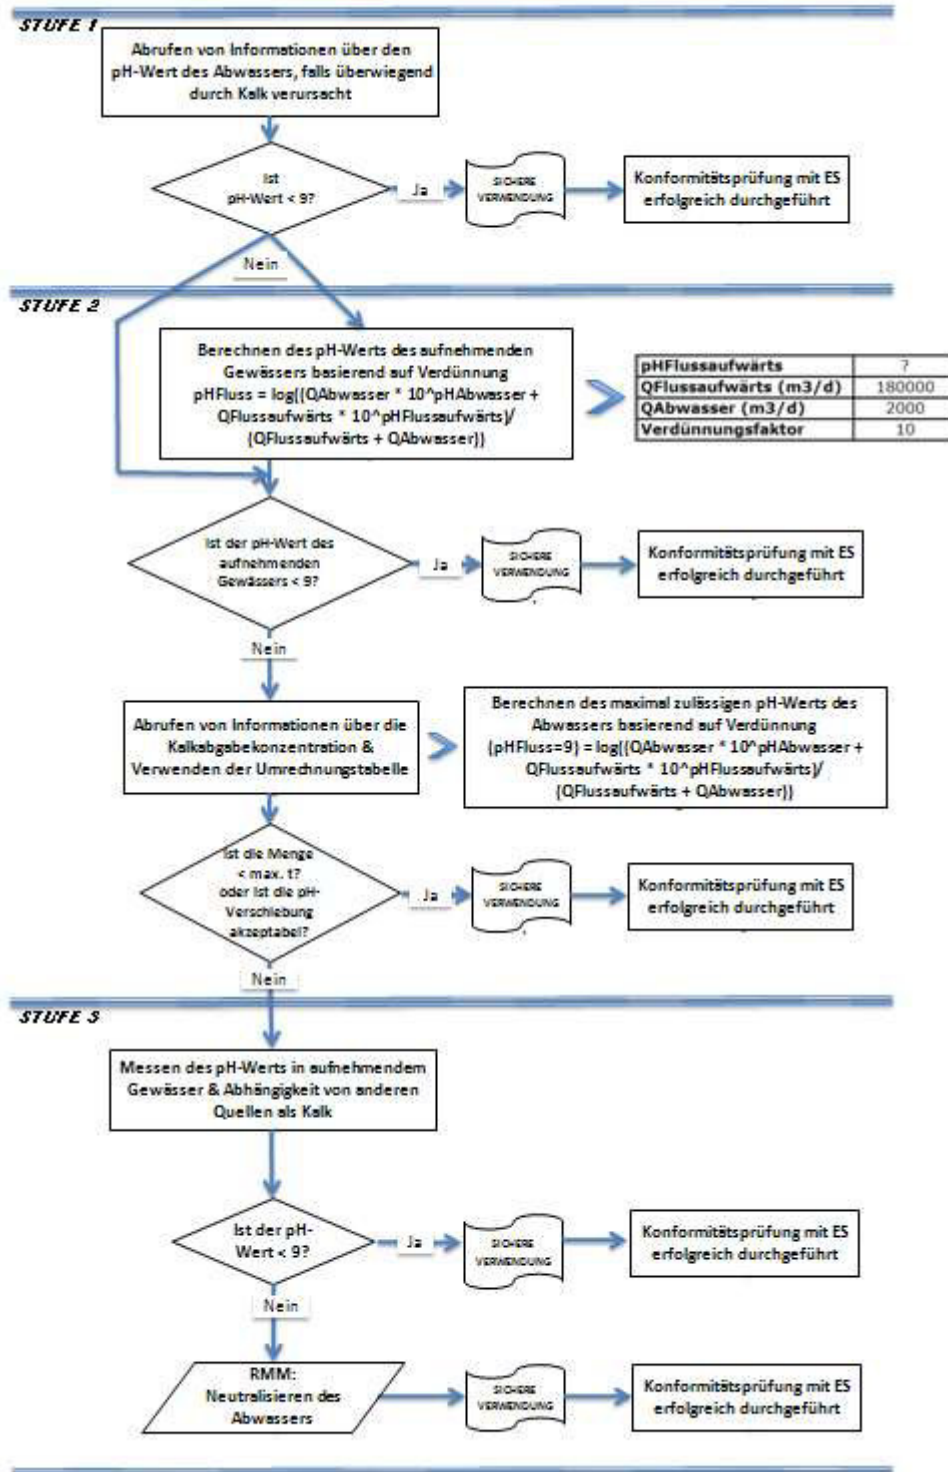 STUFE 1
Abrufen von Informationen über den
pH-Wert des Abwassers, falls überwiegend
durch Kalk verursacht
Ist
pH-Wert < 9?
Ja
SICHERE
VERWENDUNG
Konformitätsprüfung mit ES
erfolgreich durchgeführt
Nein
STUFE 2
Berechnen des pH-Werts des aufnehmenden
Gewässers basierend auf Verdünnung
pHFluss = log((QAbwasser * 10^pHAbwasser +
QFlussaufwärts * 10^pHFlussaufwärts)/
(QFlussaufwärts + QAbwasser))
pHFlussaufwärts ?
QFlussaufwärts (m3/d) 180000
QAbwasser (m3/d) 2000
Verdünnungsfaktor 10
Ist der pH-Wert des
aufnehmenden
Gewässers < 9?
Ja
SICHERE
VERWENDUNG
Konformitätsprüfung mit ES
erfolgreich durchgeführt
Nein
Abrufen von Informationen über die
Kalkabgabekonzentration &
Verwenden der Umrechnungstabelle
Berechnen des maximal zulässigen pH-Werts des
Abwassers basierend auf Verdünnung
(pHFluss=9) = log((QAbwasser * 10^pHAbwasser +
QFlussaufwärts * 10^pHFlussaufwärts)/
(QFlussaufwärts + QAbwasser))
Ist die Menge
< max. t?
oder ist die pH-
Verschiebung
akzeptabel?
Ja
SICHERE
VERWENDUNG
Konformitätsprüfung mit ES
erfolgreich durchgeführt
Nein
STUFE 3
Messen des pH-Werts in aufnehmendem
Gewässer & Abhängigkeit von anderen
Quellen als Kalk
Ist der pH-
Wert < 9?
Ja
SICHERE
VERWENDUNG
Konformitätsprüfung mit ES
erfolgreich durchgeführt
Nein
RMM:
Neutralisieren des
Abwassers
SICHERE
VERWENDUNG
Konformitätsprüfung mit ES
erfolgreich durchgeführt